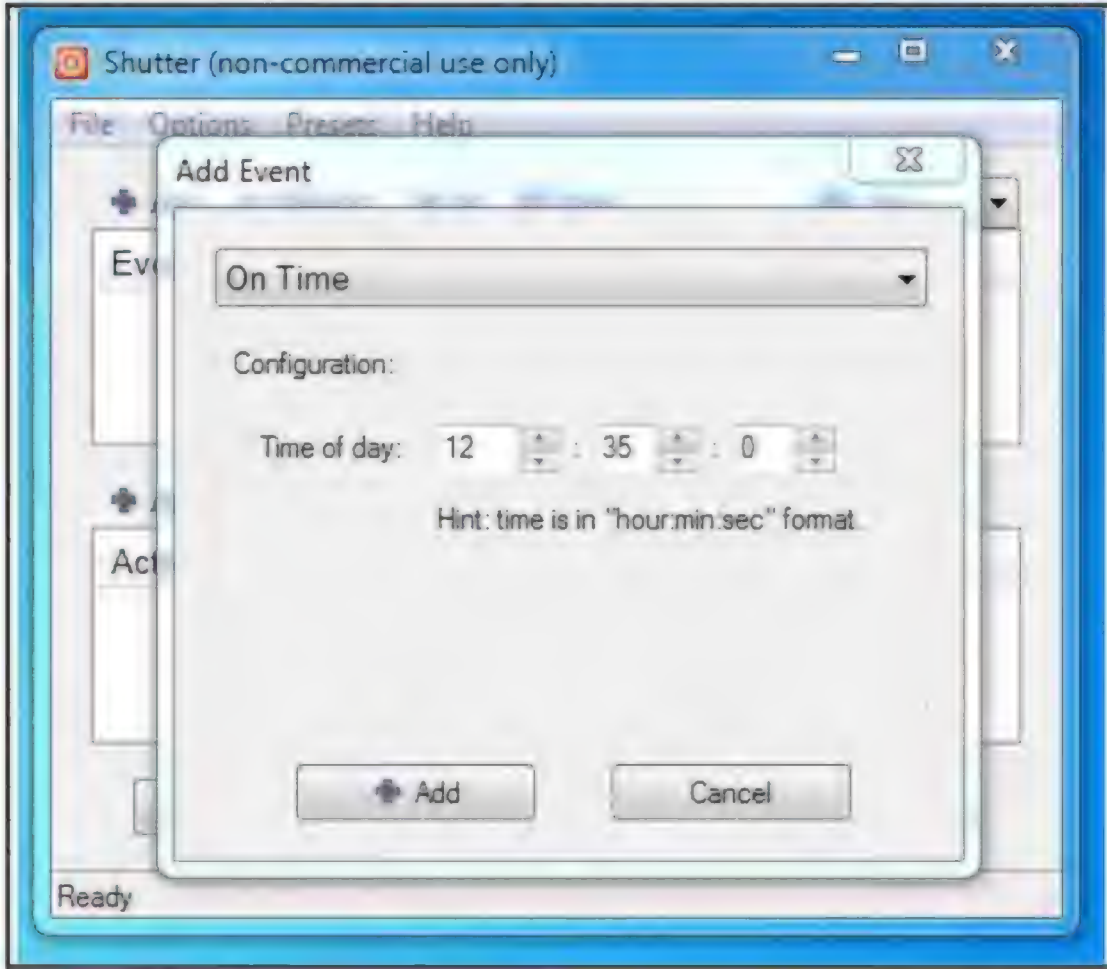 Shutter (non-commercial use only)
File Options Presets Help
Add Event
Eve
On Time
Configuration:
Time of day: 12 : 35 : 0
Hint: time is in "hour:min:sec" format.
Act
Add Cancel
Ready